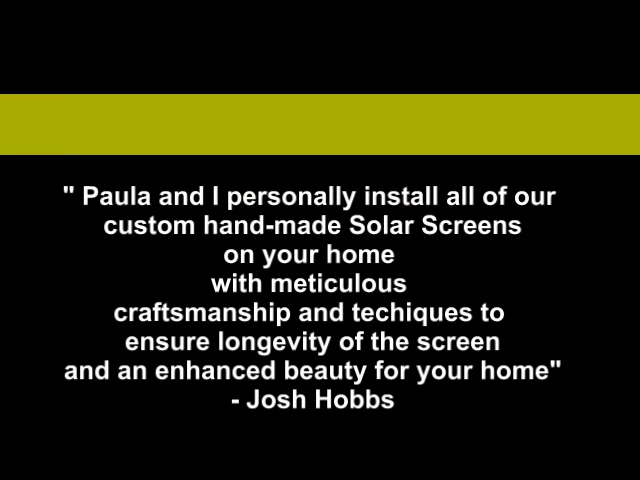 " Paula and I personally install all of our
custom hand-made Solar Screens
on your home
with meticulous
craftsmanship and techiques to
ensure longevity of the screen
and an enhanced beauty for your home"
- Josh Hobbs